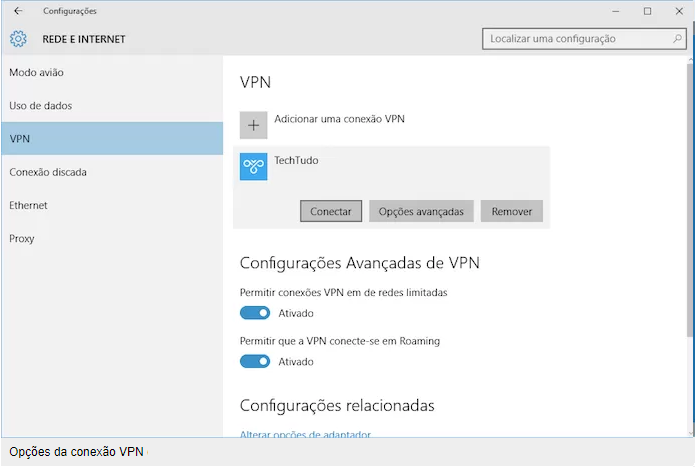 Configurações
REDE E INTERNET
Localizar uma configuração
Modo avião
Uso de dados
VPN
Conexão discada
Ethernet
Proxy
VPN
Adicionar uma conexão VPN
TechTudo
Conectar
Opções avançadas
Remover
Configurações Avançadas de VPN
Permitir conexões VPN em de redes limitadas
Ativado
Permitir que a VPN conecte-se em Roaming
Ativado
Configurações relacionadas
Alterar opções de adaptador
Opções da conexão VPN